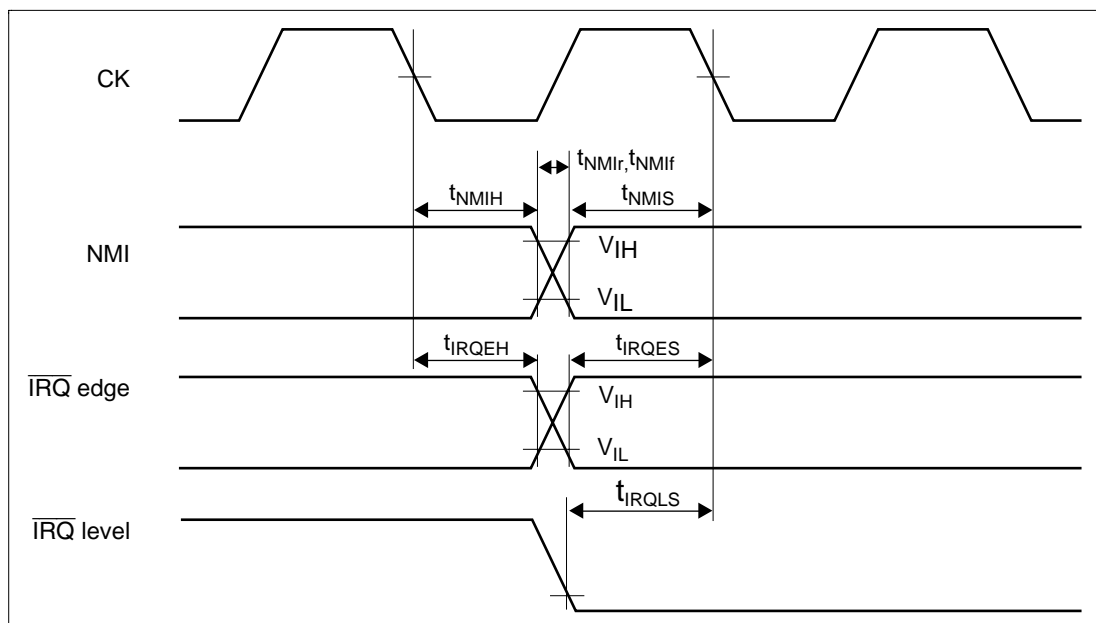 CK
tNMIr,tNMIf
tNMIH
tNMIS
NMI
VIH
VIL
tIRQEH
tIRQES
IRQ edge
VIH
VIL
tIRQLS
IRQ level